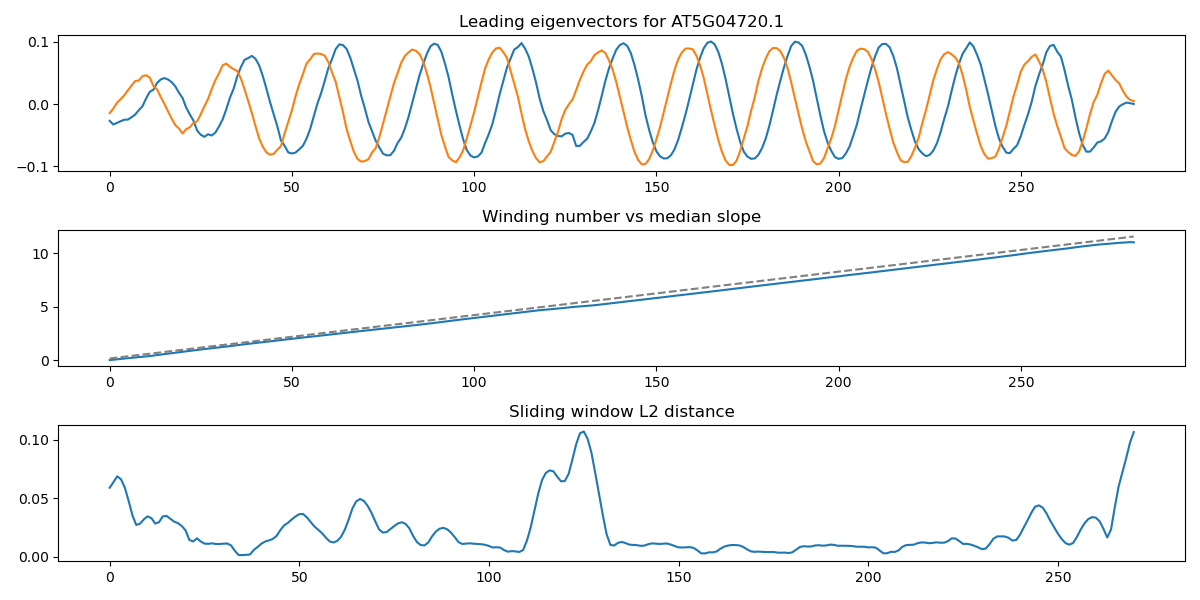 Leading eigenvectors for AT5G04720.1
0.1
0.0
−0.1
0 50 100 150 200 250
Winding number vs median slope
10
5
0
0 50 100 150 200 250
Sliding window L2 distance
0.10
0.05
0.00
0 50 100 150 200 250